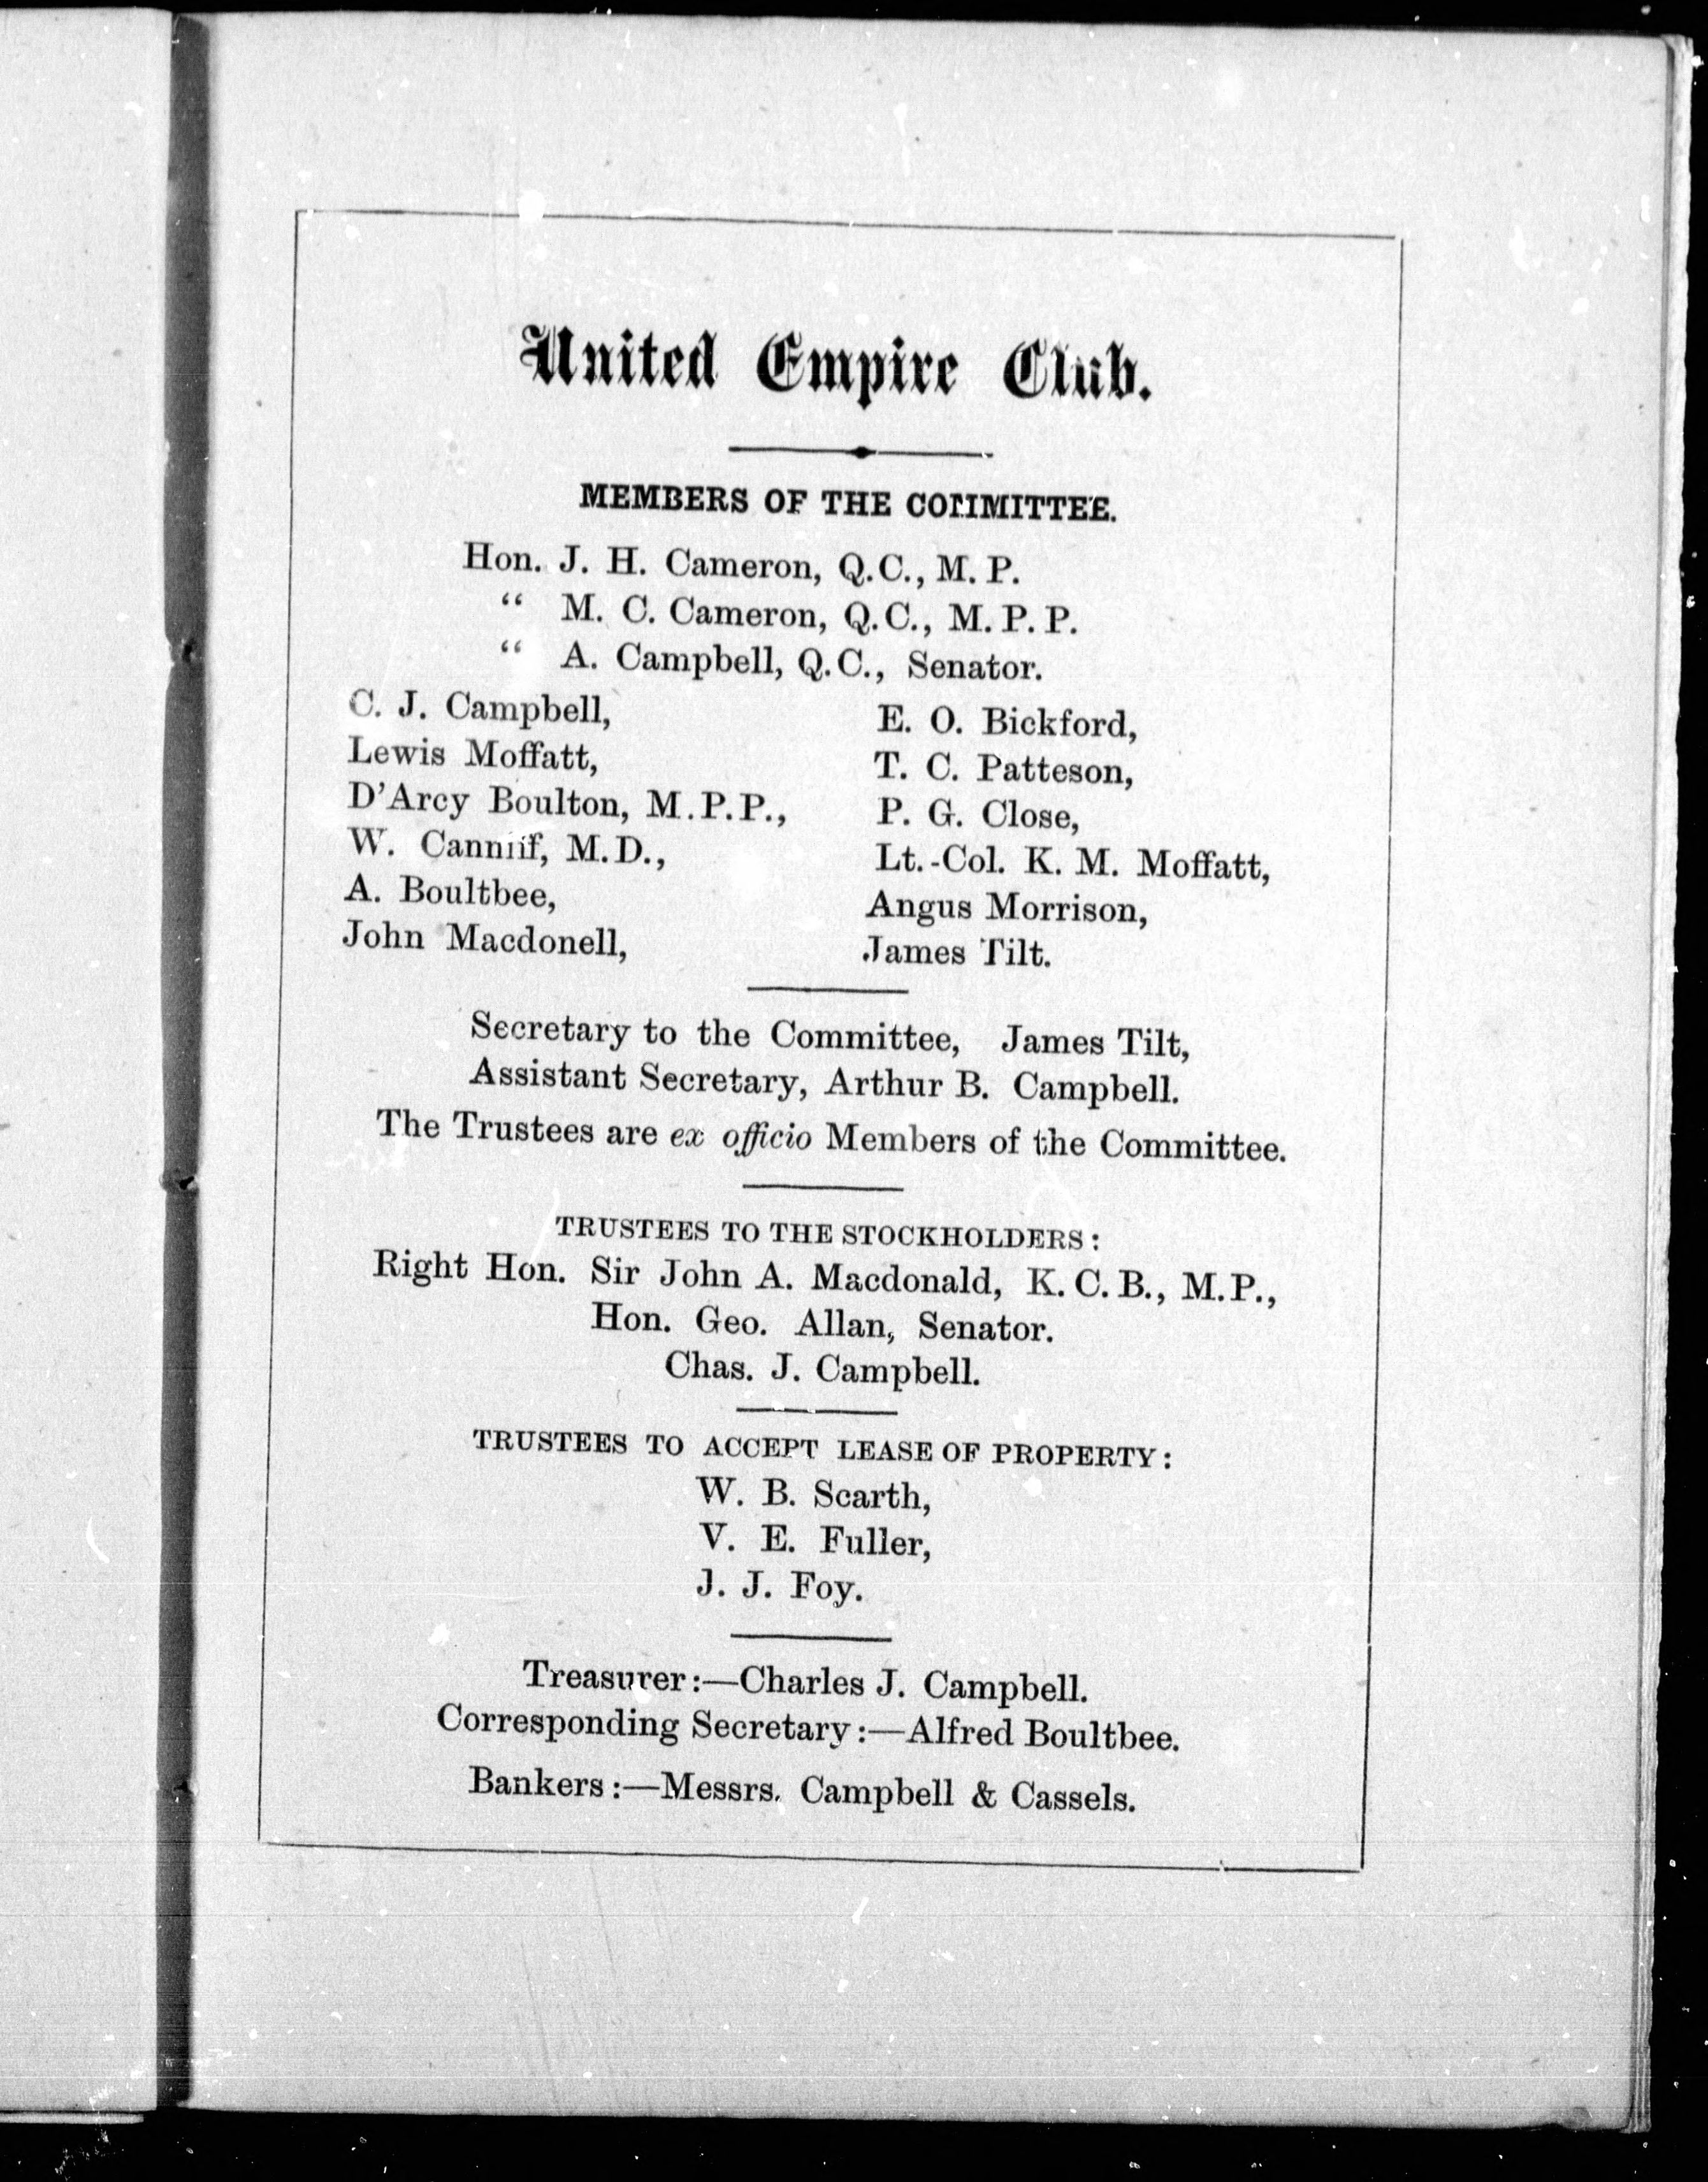 United Empire Club.
MEMBERS OF THE COMMITTEE.
Hon. J. H. Cameron, Q.C., M.P.
“ M. C. Cameron, Q.C., M.P.P.
“ A. Campbell, Q.C., Senator.
C. J. Campbell,
Lewis Moffatt,
D'Arcy Boulton, M.P.P.,
W. Canniff, M.D.,
A. Boultbee,
John Macdonell,
E. O. Bickford,
T. C. Patteson,
P. G. Close,
Lt.-Col. K. M. Moffatt,
Angus Morrison,
James Tilt.
Secretary to the Committee, James Tilt,
Assistant Secretary, Arthur B. Campbell.
The Trustees are ex officio Members of the Committee.
TRUSTEES TO THE STOCKHOLDERS:
Right Hon. Sir John A. Macdonald, K.C.B., M.P.,
Hon. Geo. Allan, Senator.
Chas. J. Campbell.
TRUSTEES TO ACCEPT LEASE OF PROPERTY:
W. B. Scarth,
V. E. Fuller,
J. J. Foy.
Treasurer:—Charles J. Campbell.
Corresponding Secretary:—Alfred Boultbee.
Bankers:—Messrs. Campbell & Cassels.